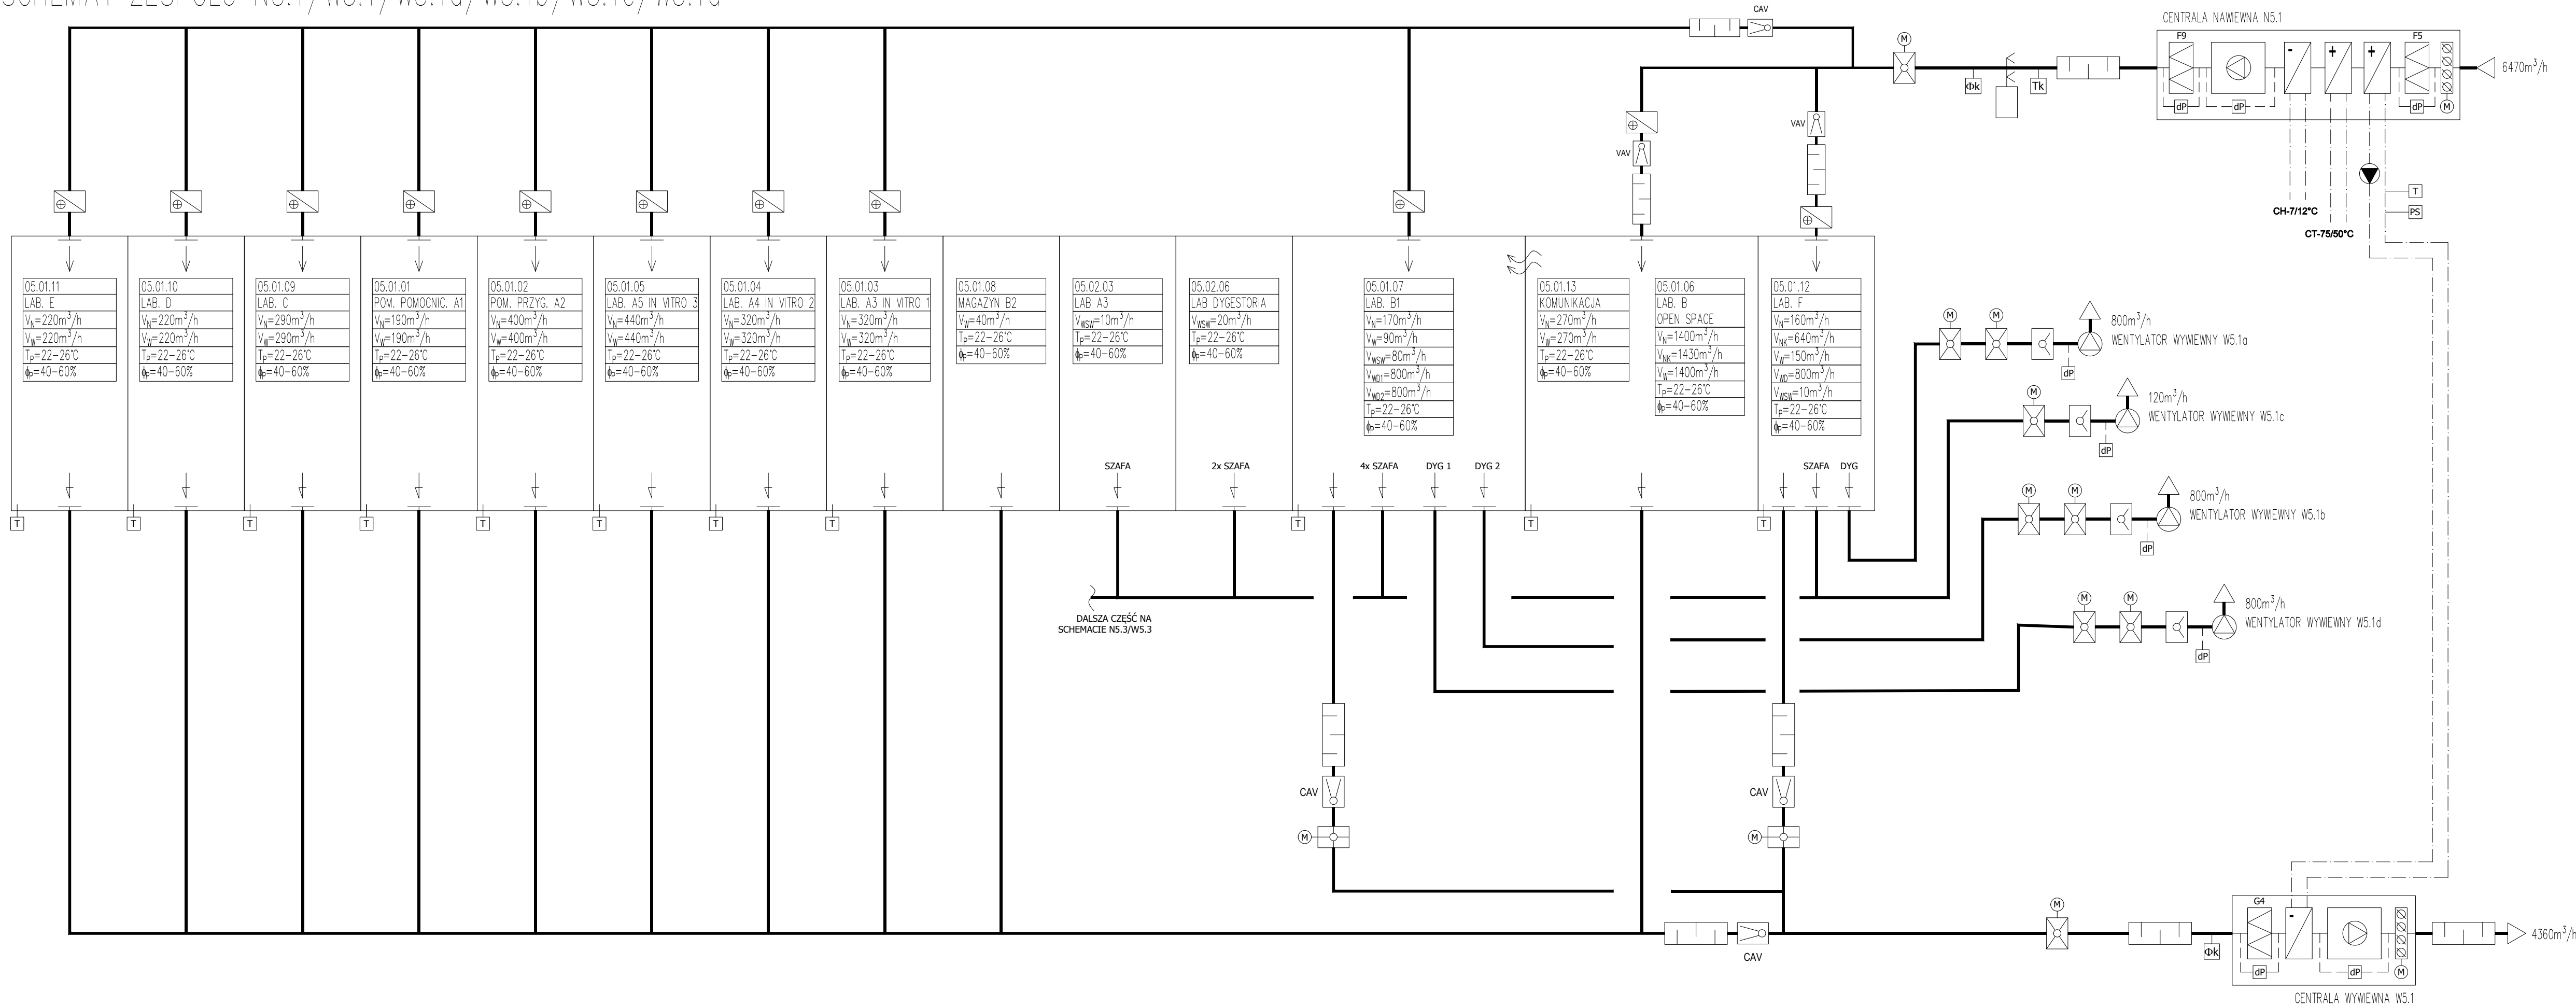 CAV
CENTRALA NAWIEWNA N5.1
F9
F5
M
6470m³/h
Φk
Tk
dP
dP
dP
M
VAV
VAV
T
PS
CH-7/12°C
CT-75/50°C
05.01.11
LAB. E
V_N=220m³/h
V_W=220m³/h
T_P=22-26°C
ϕ_P=40-60%
05.01.10
LAB. D
V_N=220m³/h
V_W=220m³/h
T_P=22-26°C
ϕ_P=40-60%
05.01.09
LAB. C
V_N=290m³/h
V_W=290m³/h
T_P=22-26°C
ϕ_P=40-60%
05.01.01
POM. POMOCNIC. A1
V_N=190m³/h
V_W=190m³/h
T_P=22-26°C
ϕ_P=40-60%
05.01.02
POM. PRZYG. A2
V_N=400m³/h
V_W=400m³/h
T_P=22-26°C
ϕ_P=40-60%
05.01.05
LAB. A5 IN VITRO 3
V_N=440m³/h
V_W=440m³/h
T_P=22-26°C
ϕ_P=40-60%
05.01.04
LAB. A4 IN VITRO 2
V_N=320m³/h
V_W=320m³/h
T_P=22-26°C
ϕ_P=40-60%
05.01.03
LAB. A3 IN VITRO 1
V_N=320m³/h
V_W=320m³/h
T_P=22-26°C
ϕ_P=40-60%
05.01.08
MAGAZYN B2
V_W=40m³/h
T_P=22-26°C
ϕ_P=40-60%
05.02.03
LAB A3
V_WSW=10m³/h
T_P=22-26°C
ϕ_P=40-60%
05.02.06
LAB DYGESTORIA
V_WSW=20m³/h
T_P=22-26°C
ϕ_P=40-60%
05.01.07
LAB. B1
V_N=170m³/h
V_W=90m³/h
V_WSW=80m³/h
V_WD1=800m³/h
V_WD2=800m³/h
T_P=22-26°C
ϕ_P=40-60%
05.01.13
KOMUNIKACJA
V_N=270m³/h
V_W=270m³/h
T_P=22-26°C
ϕ_P=40-60%
05.01.06
LAB. B
OPEN SPACE
V_N=1400m³/h
V_NK=1430m³/h
V_W=1400m³/h
T_P=22-26°C
ϕ_P=40-60%
05.01.12
LAB. F
V_N=160m³/h
V_NK=640m³/h
V_W=150m³/h
V_WD=800m³/h
V_WSW=10m³/h
T_P=22-26°C
ϕ_P=40-60%
SZAFA
2x SZAFA
4x SZAFA
DYG 1
DYG 2
SZAFA
DYG
T
T
T
T
T
T
T
T
T
T
T
M
M
800m³/h
WENTYLATOR WYWIEWNY W5.1a
dP
M
120m³/h
WENTYLATOR WYWIEWNY W5.1c
dP
M
M
800m³/h
WENTYLATOR WYWIEWNY W5.1b
dP
M
M
800m³/h
WENTYLATOR WYWIEWNY W5.1d
dP
DALSZA CZĘŚĆ NA
SCHEMACIE N5.3/W5.3
CAV
M
CAV
M
CAV
M
Φk
G4
dP
dP
M
4360m³/h
CENTRALA WYWIEWNA W5.1